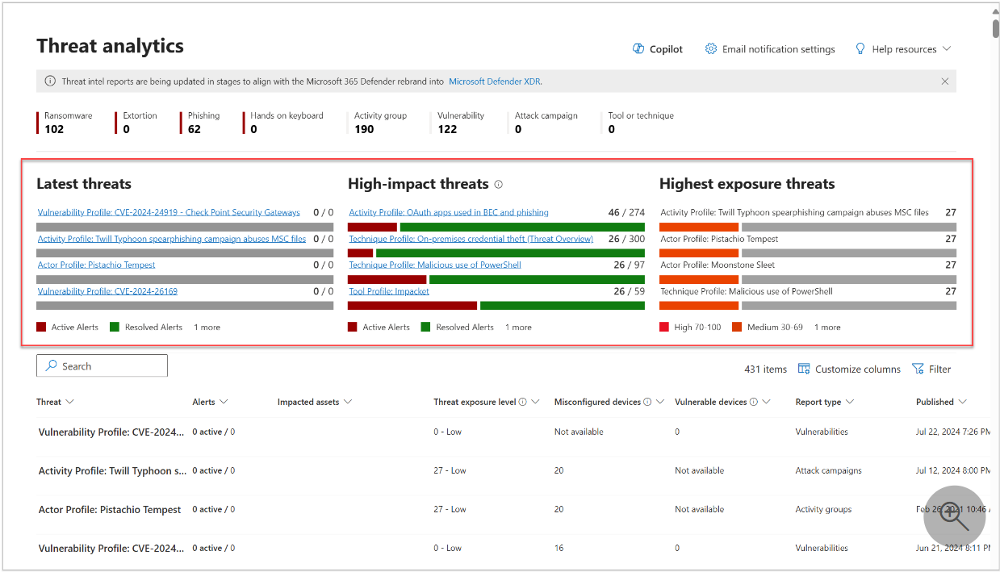 Threat analytics
Copilot
Email notification settings
Help resources
Threat intel reports are being updated in stages to align with the Microsoft 365 Defender rebrand into Microsoft Defender XDR.
Ransomware
102
Extortion
0
Phishing
62
Hands on keyboard
0
Activity group
190
Vulnerability
122
Attack campaign
0
Tool or technique
0
Latest threats
Vulnerability Profile: CVE-2024-24919 - Check Point Security Gateways 0 / 0
Activity Profile: Twill Typhoon spearphishing campaign abuses MSC files 0 / 0
Actor Profile: Pistachio Tempest 0 / 0
Vulnerability Profile: CVE-2024-26169 0 / 0
Active Alerts Resolved Alerts 1 more
High-impact threats
Activity Profile: OAuth apps used in BEC and phishing 46 / 274
Technique Profile: On-premises credential theft (Threat Overview) 26 / 300
Technique Profile: Malicious use of PowerShell 26 / 97
Tool Profile: Impacket 26 / 59
Active Alerts Resolved Alerts 1 more
Highest exposure threats
Activity Profile: Twill Typhoon spearphishing campaign abuses MSC files 27
Actor Profile: Pistachio Tempest 27
Actor Profile: Moonstone Sleet 27
Technique Profile: Malicious use of PowerShell 27
High 70-100 Medium 30-69 1 more
Search
431 items Customize columns Filter
Threat Alerts Impacted assets Threat exposure level Misconfigured devices Vulnerable devices Report type Published
Vulnerability Profile: CVE-2024... 0 active / 0 0 - Low Not available 0 Vulnerabilities Jul 22, 2024 7:26 PM
Activity Profile: Twill Typhoon s... 0 active / 0 27 - Low 20 Not available Attack campaigns Jul 12, 2024 8:00 PM
Actor Profile: Pistachio Tempest 0 active / 0 27 - Low 20 Not available Activity groups Feb 26, 2021 10:46
Vulnerability Profile: CVE-2024... 0 active / 0 0 - Low 16 0 Vulnerabilities Jun 21, 2024 8:11 PM